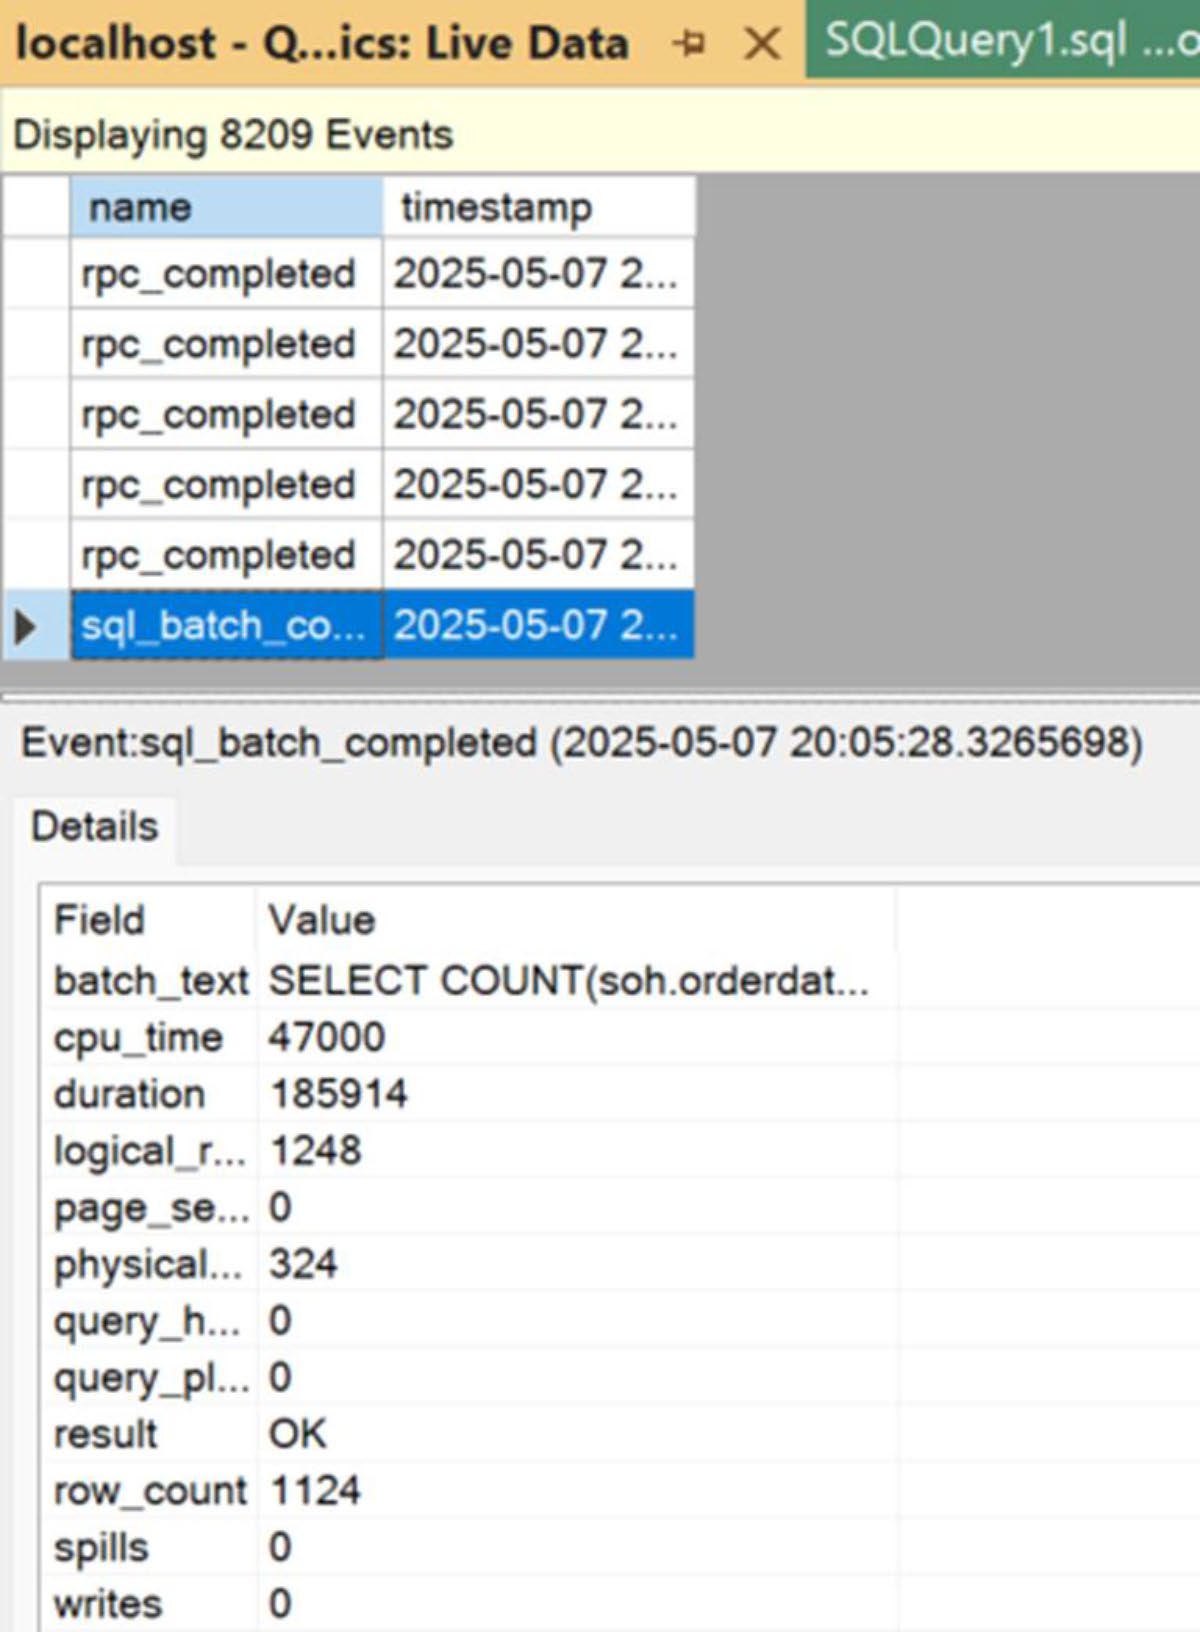 localhost - Q...ics: Live Data SQLQuery1.sql ...o
Displaying 8209 Events
name timestamp
rpc_completed 2025-05-07 2...
rpc_completed 2025-05-07 2...
rpc_completed 2025-05-07 2...
rpc_completed 2025-05-07 2...
rpc_completed 2025-05-07 2...
sql_batch_co... 2025-05-07 2...
Event:sql_batch_completed (2025-05-07 20:05:28.3265698)
Details
Field Value
batch_text SELECT COUNT(soh.orderdat...
cpu_time 47000
duration 185914
logical_r... 1248
page_se... 0
physical... 324
query_h... 0
query_pl... 0
result OK
row_count 1124
spills 0
writes 0